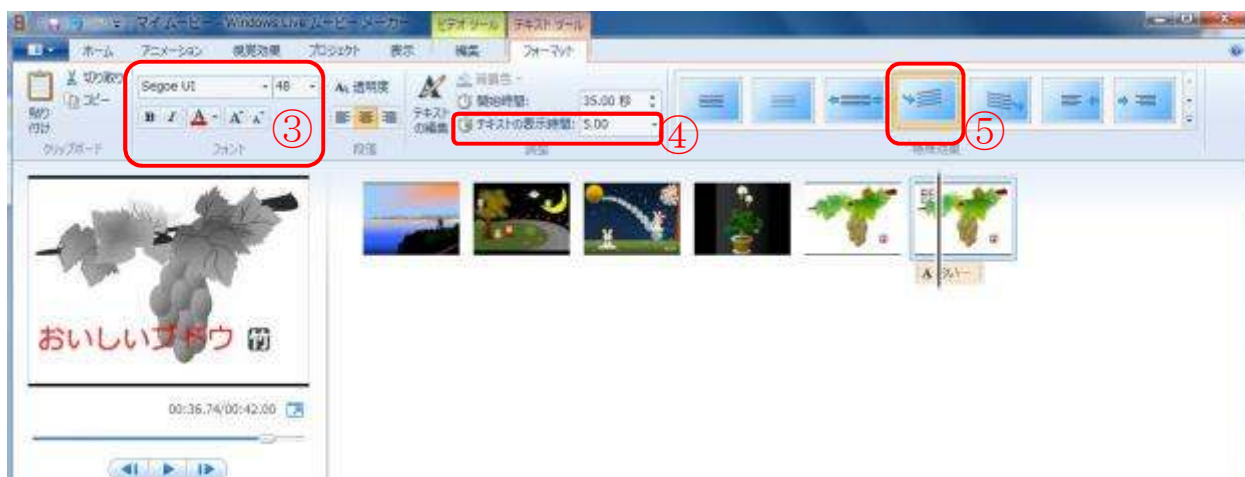 マイ ムービー - Windows Live ムービー メーカー
ビデオ ツール
テキスト ツール
ホーム アニメーション 視覚効果 プロジェクト 表示 編集 フォーマット
貼り
付け
切り取り
コピー
クリップボード
Segoe UI 48
B I A A A
③
フォント
透明度
段落
テキスト
の編集
背景色
開始時間: 35.00 秒
テキストの表示時間: 5.00
④
調整
⑤
特殊効果
おいしいブドウ 竹
00:36.74/00:42.00